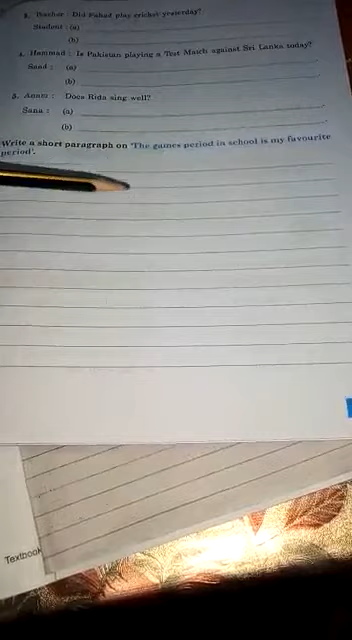 3. Teacher : Did Fahad play cricket yesterday?
Student : (a)
(b)
4. Hammad : Is Pakistan playing a Test Match against Sri Lanka today?
Saad : (a)
(b)
5. Anam : Does Rida sing well?
Sana : (a)
(b)
Write a short paragraph on 'The games period in school is my favourite
period'.
Textbook